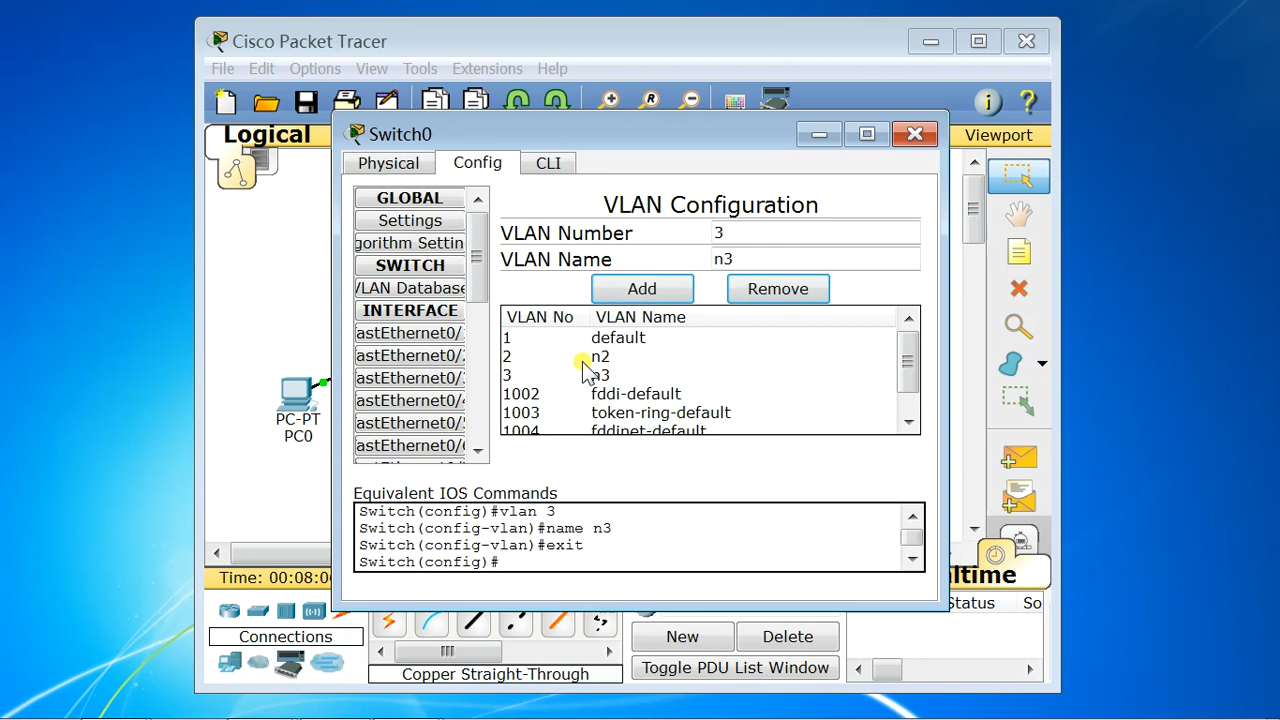 Cisco Packet Tracer
File Edit Options View Tools Extensions Help
Logical
Viewport
Switch0
Physical Config CLI
GLOBAL
Settings
gorithm Settin
SWITCH
VLAN Database
INTERFACE
astEthernet0/
astEthernet0/
astEthernet0/
astEthernet0/
astEthernet0/
astEthernet0/
VLAN Configuration
VLAN Number 3
VLAN Name n3
Add Remove
VLAN No VLAN Name
1 default
2 n2
3 n3
1002 fddi-default
1003 token-ring-default
1004 fddinet-default
PC-PT
PC0
Equivalent IOS Commands
Switch(config)#vlan 3
Switch(config-vlan)#name n3
Switch(config-vlan)#exit
Switch(config)#
Time: 00:08:0
ltime
Status So
Connections
New Delete
Toggle PDU List Window
Copper Straight-Through